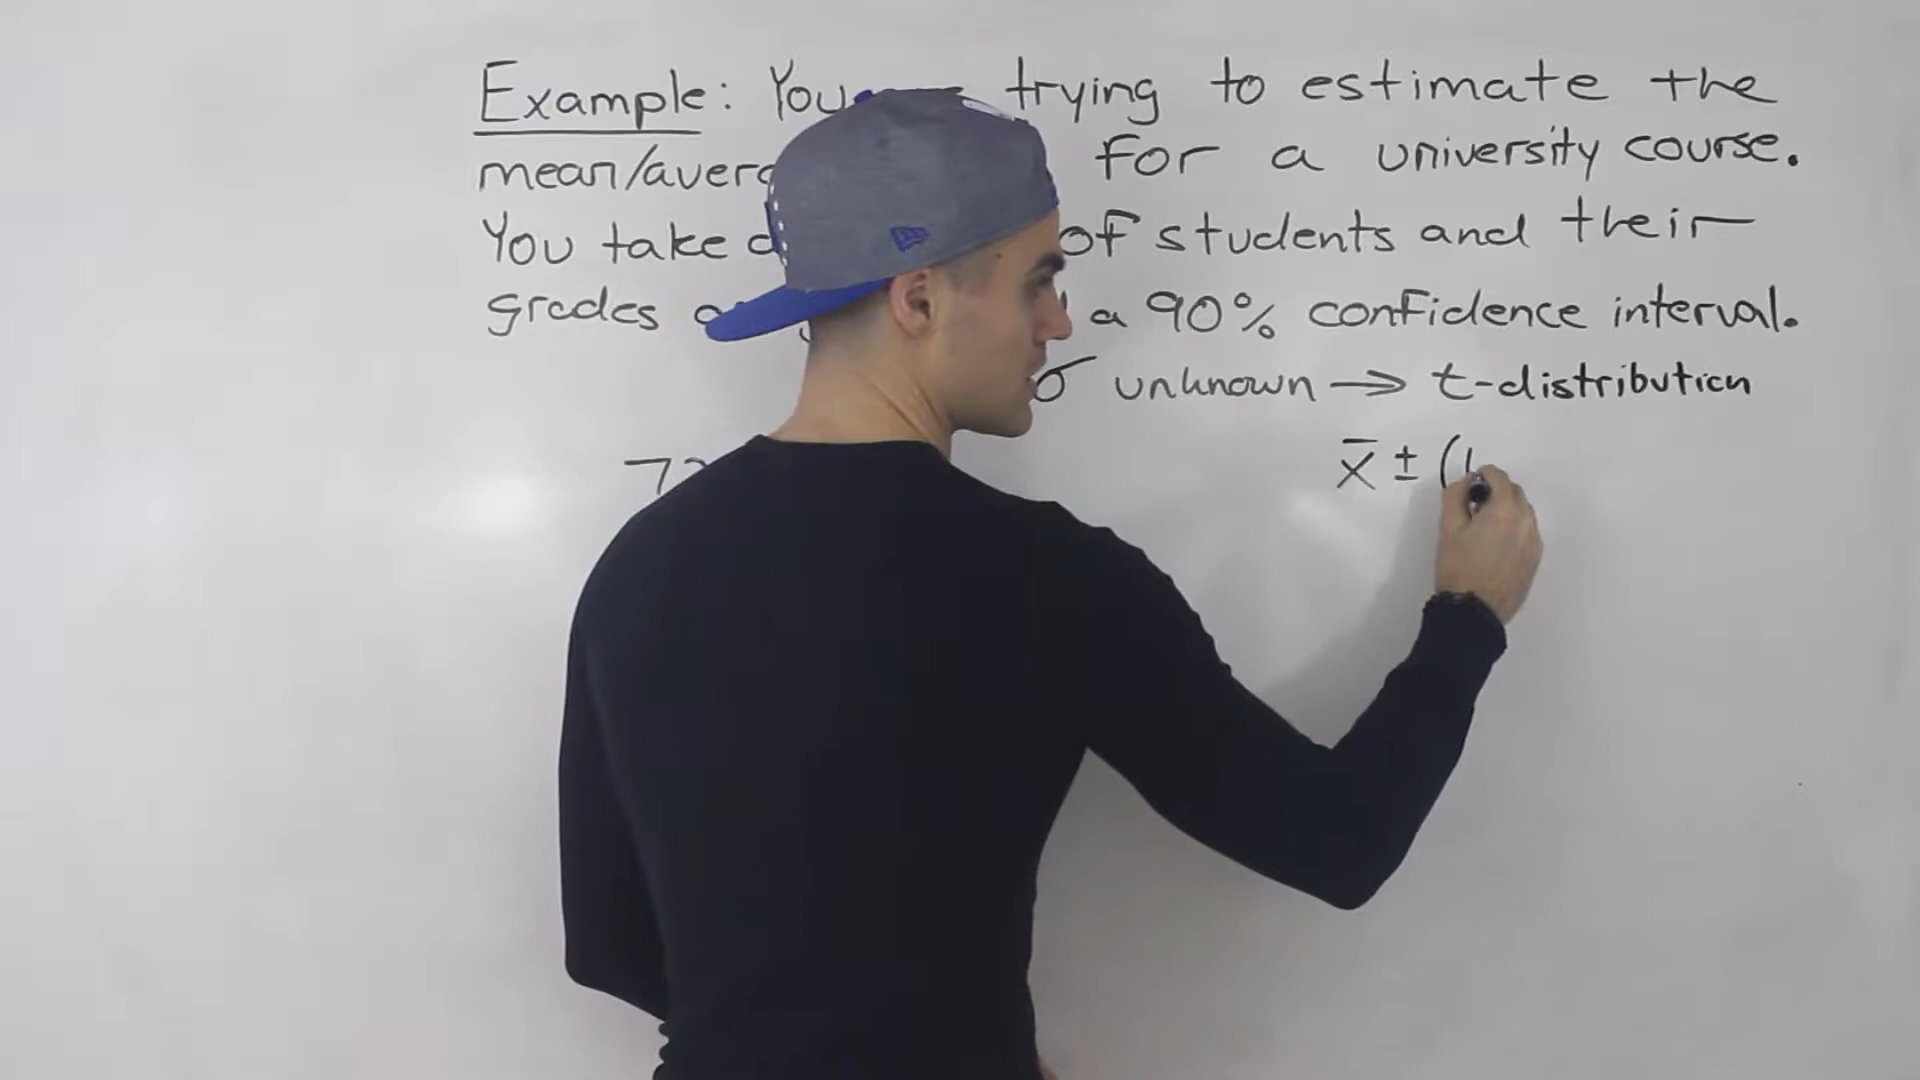 Example: You trying to estimate the
mean/ for a university course.
You take of students and their
grades a 90% confidence interval.
σ unknown → t-distribution
x̄ ± (